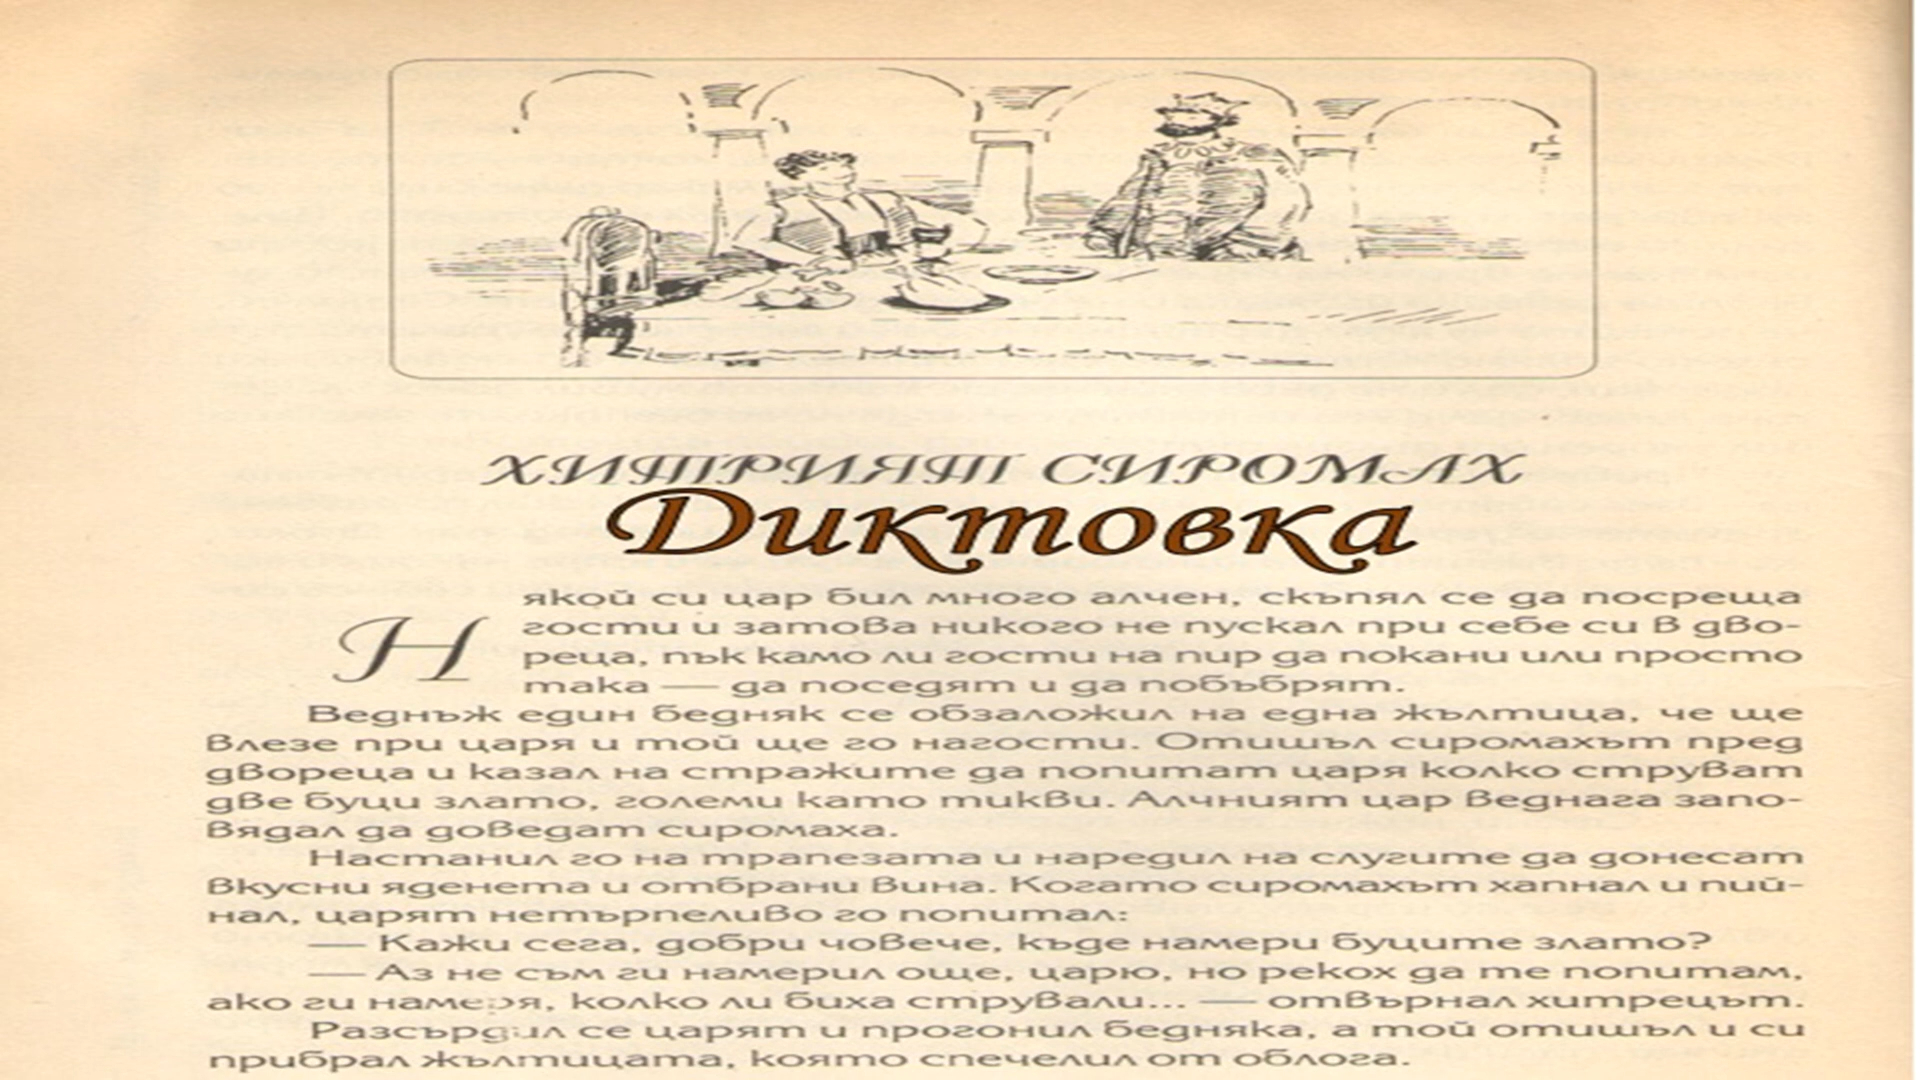 ХИТРИЯТ СИРОМАХ
Диктовка
Някой си цар бил много алчен, скъпял се да посреща
гости и затова никого не пускал при себе си в дво-
реца, пък камо ли гости на пир да покани или просто
така — да поседят и да побъбрят.
Веднъж един бедняк се обзаложил на една жълтица, че ще
влезе при царя и той ще го нагости. Отишъл сиромахът пред
двореца и казал на стражите да попитат царя колко струват
две буци злато, големи като тикви. Алчният цар веднага запо-
вядал да доведат сиромаха.
Настанил го на трапезата и наредил на слугите да донесат
вкусни яденета и отбрани вина. Когато сиромахът хапнал и пий-
нал, царят нетърпеливо го попитал:
— Кажи сега, добри човече, къде намери буците злато?
— Аз не съм ги намерил още, царю, но рекох да те попитам,
ако ги намеря, колко ли биха стрували... — отвърнал хитрецът.
Разсърдил се царят и прогонил бедняка, а той отишъл и си
прибрал жълтицата, която спечелил от облога.